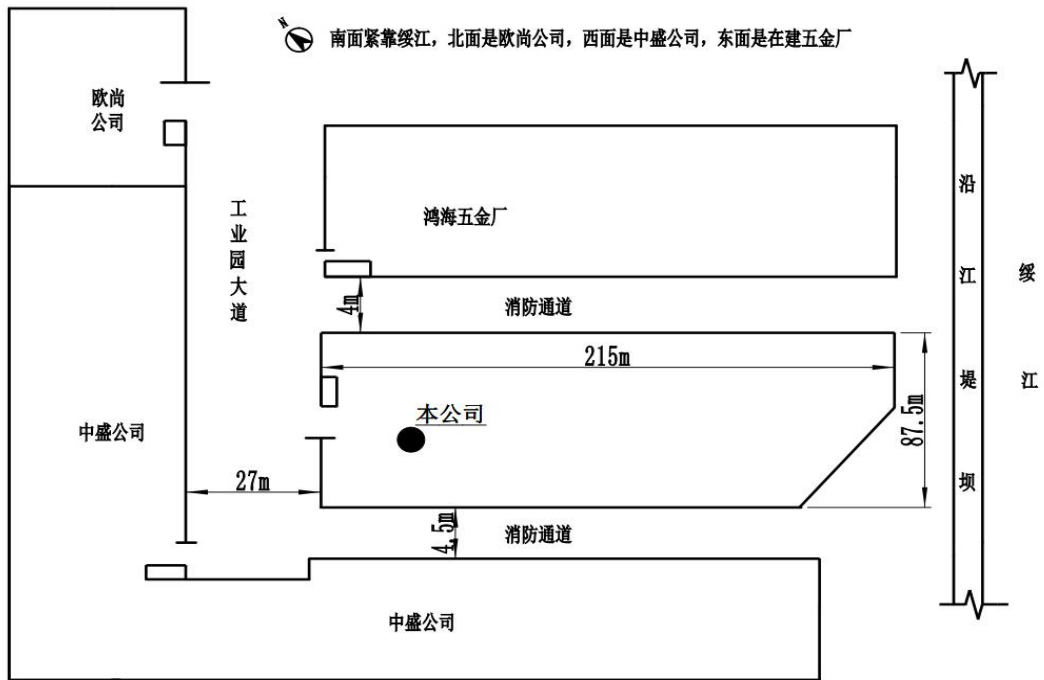 N
南面紧靠绥江，北面是欧尚公司，西面是中盛公司，东面是在建五金厂
欧尚
公司
工业园大道
鸿海五金厂
沿江堤坝
绥江
4m
消防通道
215m
87.5m
本公司
中盛公司
27m
4.5m
消防通道
中盛公司